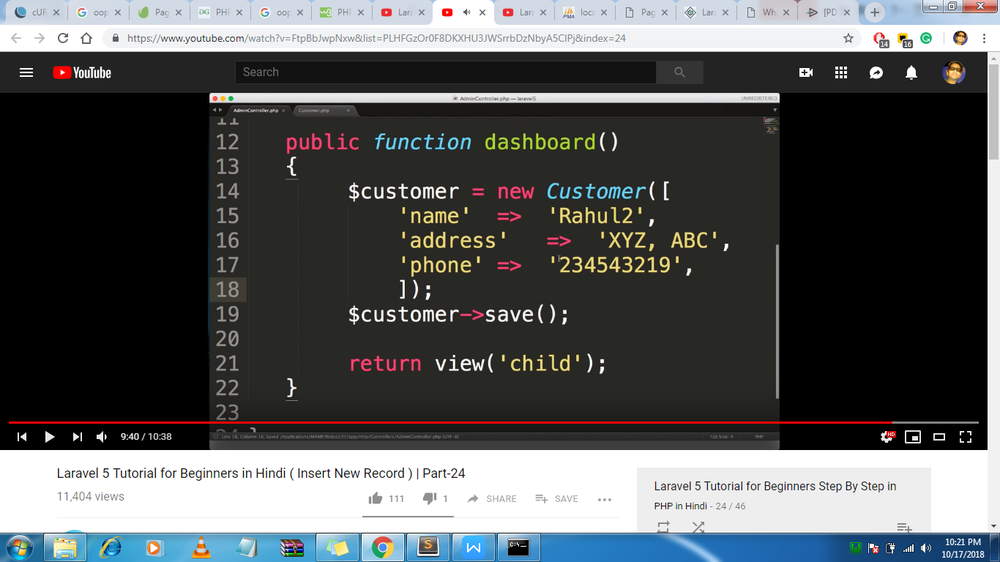 cUR
oop
Pag
PHP
oop
PHP
Lara
Lara
loca
Pag
Lara
Wh
[PD
https://www.youtube.com/watch?v=FtpBbJwpNxw&list=PLHFGzOr0F8DKXHU3JWSrrbDzNbyA5CIPj&index=24
14
16
YouTube
Search
AdminController.php — laravel5
UNREGISTERED
AdminController.php
Customer.php
11
12 public function dashboard()
13 {
14 $customer = new Customer([
15 'name' => 'Rahul2',
16 'address' => 'XYZ, ABC',
17 'phone' => '234543219',
18 ]);
19 $customer->save();
20
21 return view('child');
22 }
23
24 }
Line 18, Column 16; Saved /Applications/MAMP/htdocs/l5/app/Http/Controllers/AdminController.php (UTF-8)
Tab Size: 4
PHP
9:40 / 10:38
HD
Laravel 5 Tutorial for Beginners in Hindi ( Insert New Record ) | Part-24
11,404 views
111
1
SHARE
SAVE
Laravel 5 Tutorial for Beginners Step By Step in
PHP in Hindi - 24 / 46
10:21 PM
10/17/2018